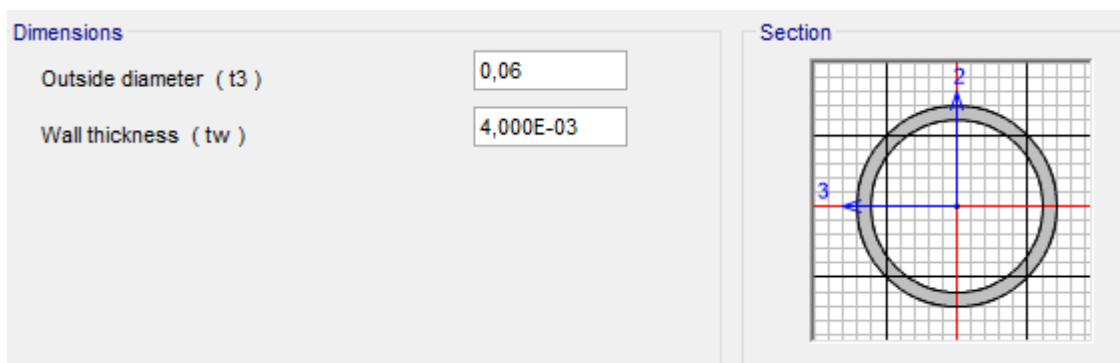 Dimensions
Outside diameter ( t3 )
0,06
Wall thickness ( tw )
4,000E-03
Section
2
3